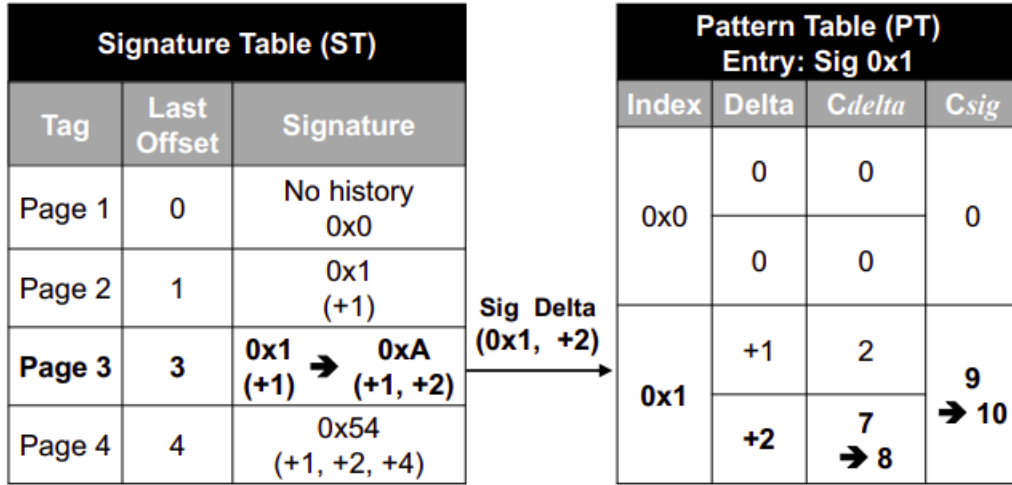 Signature Table (ST)
Tag
Last
Offset
Signature
Page 1
0
No history
0x0
Page 2
1
0x1
(+1)
Page 3
3
0x1 ➔ 0xA
(+1) (+1, +2)
Page 4
4
0x54
(+1, +2, +4)
Sig Delta
(0x1, +2)
Pattern Table (PT)
Entry: Sig 0x1
Index
Delta
Cdelta
Csig
0x0
0
0
0
0
0
0x1
+1
2
+2
7
➔ 8
9
➔ 10